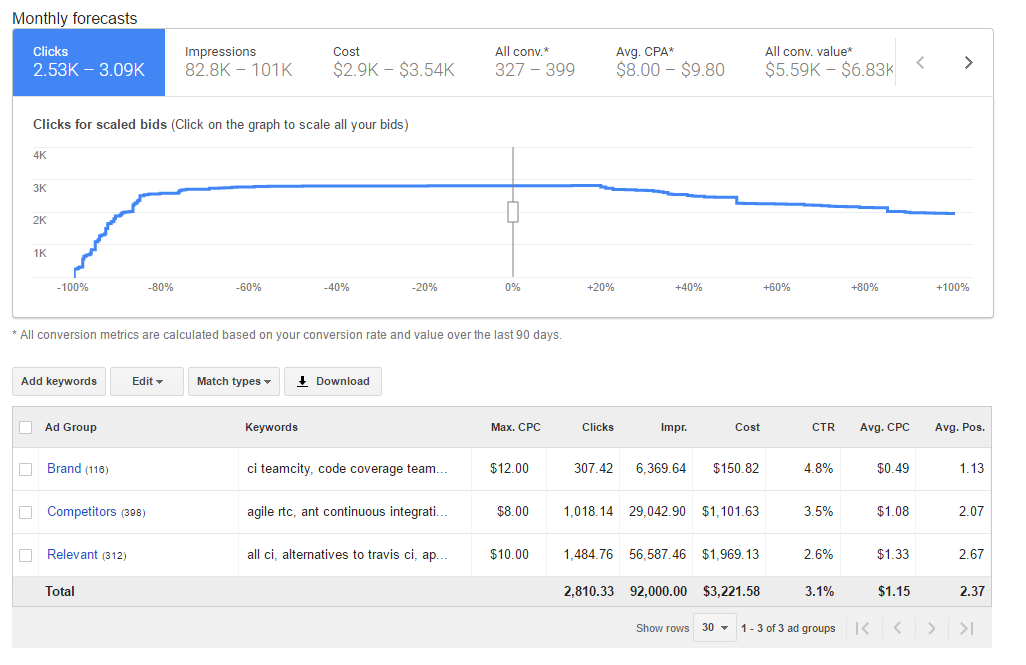 Monthly forecasts
Clicks Impressions Cost All conv.* Avg. CPA* All conv. value*
2.53K – 3.09K 82.8K – 101K $2.9K – $3.54K 327 – 399 $8.00 – $9.80 $5.59K – $6.83K
Clicks for scaled bids (Click on the graph to scale all your bids)
4K
3K
2K
1K
-100% -80% -60% -40% -20% 0% +20% +40% +60% +80% +100%
* All conversion metrics are calculated based on your conversion rate and value over the last 90 days.
Add keywords Edit Match types Download
Ad Group Keywords Max. CPC Clicks Impr. Cost CTR Avg. CPC Avg. Pos.
Brand (116) ci teamcity, code coverage team... $12.00 307.42 6,369.64 $150.82 4.8% $0.49 1.13
Competitors (398) agile rtc, ant continuous integrati... $8.00 1,018.14 29,042.90 $1,101.63 3.5% $1.08 2.07
Relevant (312) all ci, alternatives to travis ci, ap... $10.00 1,484.76 56,587.46 $1,969.13 2.6% $1.33 2.67
Total 2,810.33 92,000.00 $3,221.58 3.1% $1.15 2.37
Show rows 30 1 - 3 of 3 ad groups